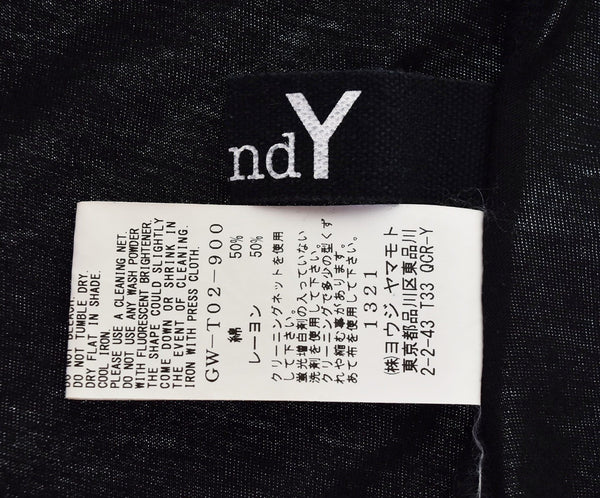 ndY
DO NOT TUMBLE DRY.
DRY FLAT IN SHADE.
COOL IRON.
PLEASE USE A CLEANING NET.
DO NOT USE ANY WASH POWDER
WITH FLUORESCENT BRIGHTENER.
THE SHAPE COULD SLIGHTLY
COME DOWN OR SHRINK IN
THE EVENT OF CLEANING.
IRON WITH PRESS CLOTH.
GW-T02-900
綿 50%
レーヨン 50%
クリーニングネットを使用
して下さい。
蛍光増白剤の入っていない
洗剤を使用して下さい。
クリーニングで多少の型くず
れや縮む事があります。
あて布を使用して下さい。
1321
㈱ヨウジ ヤマモト
東京都品川区東品川
2-2-43 T33 QCR-Y